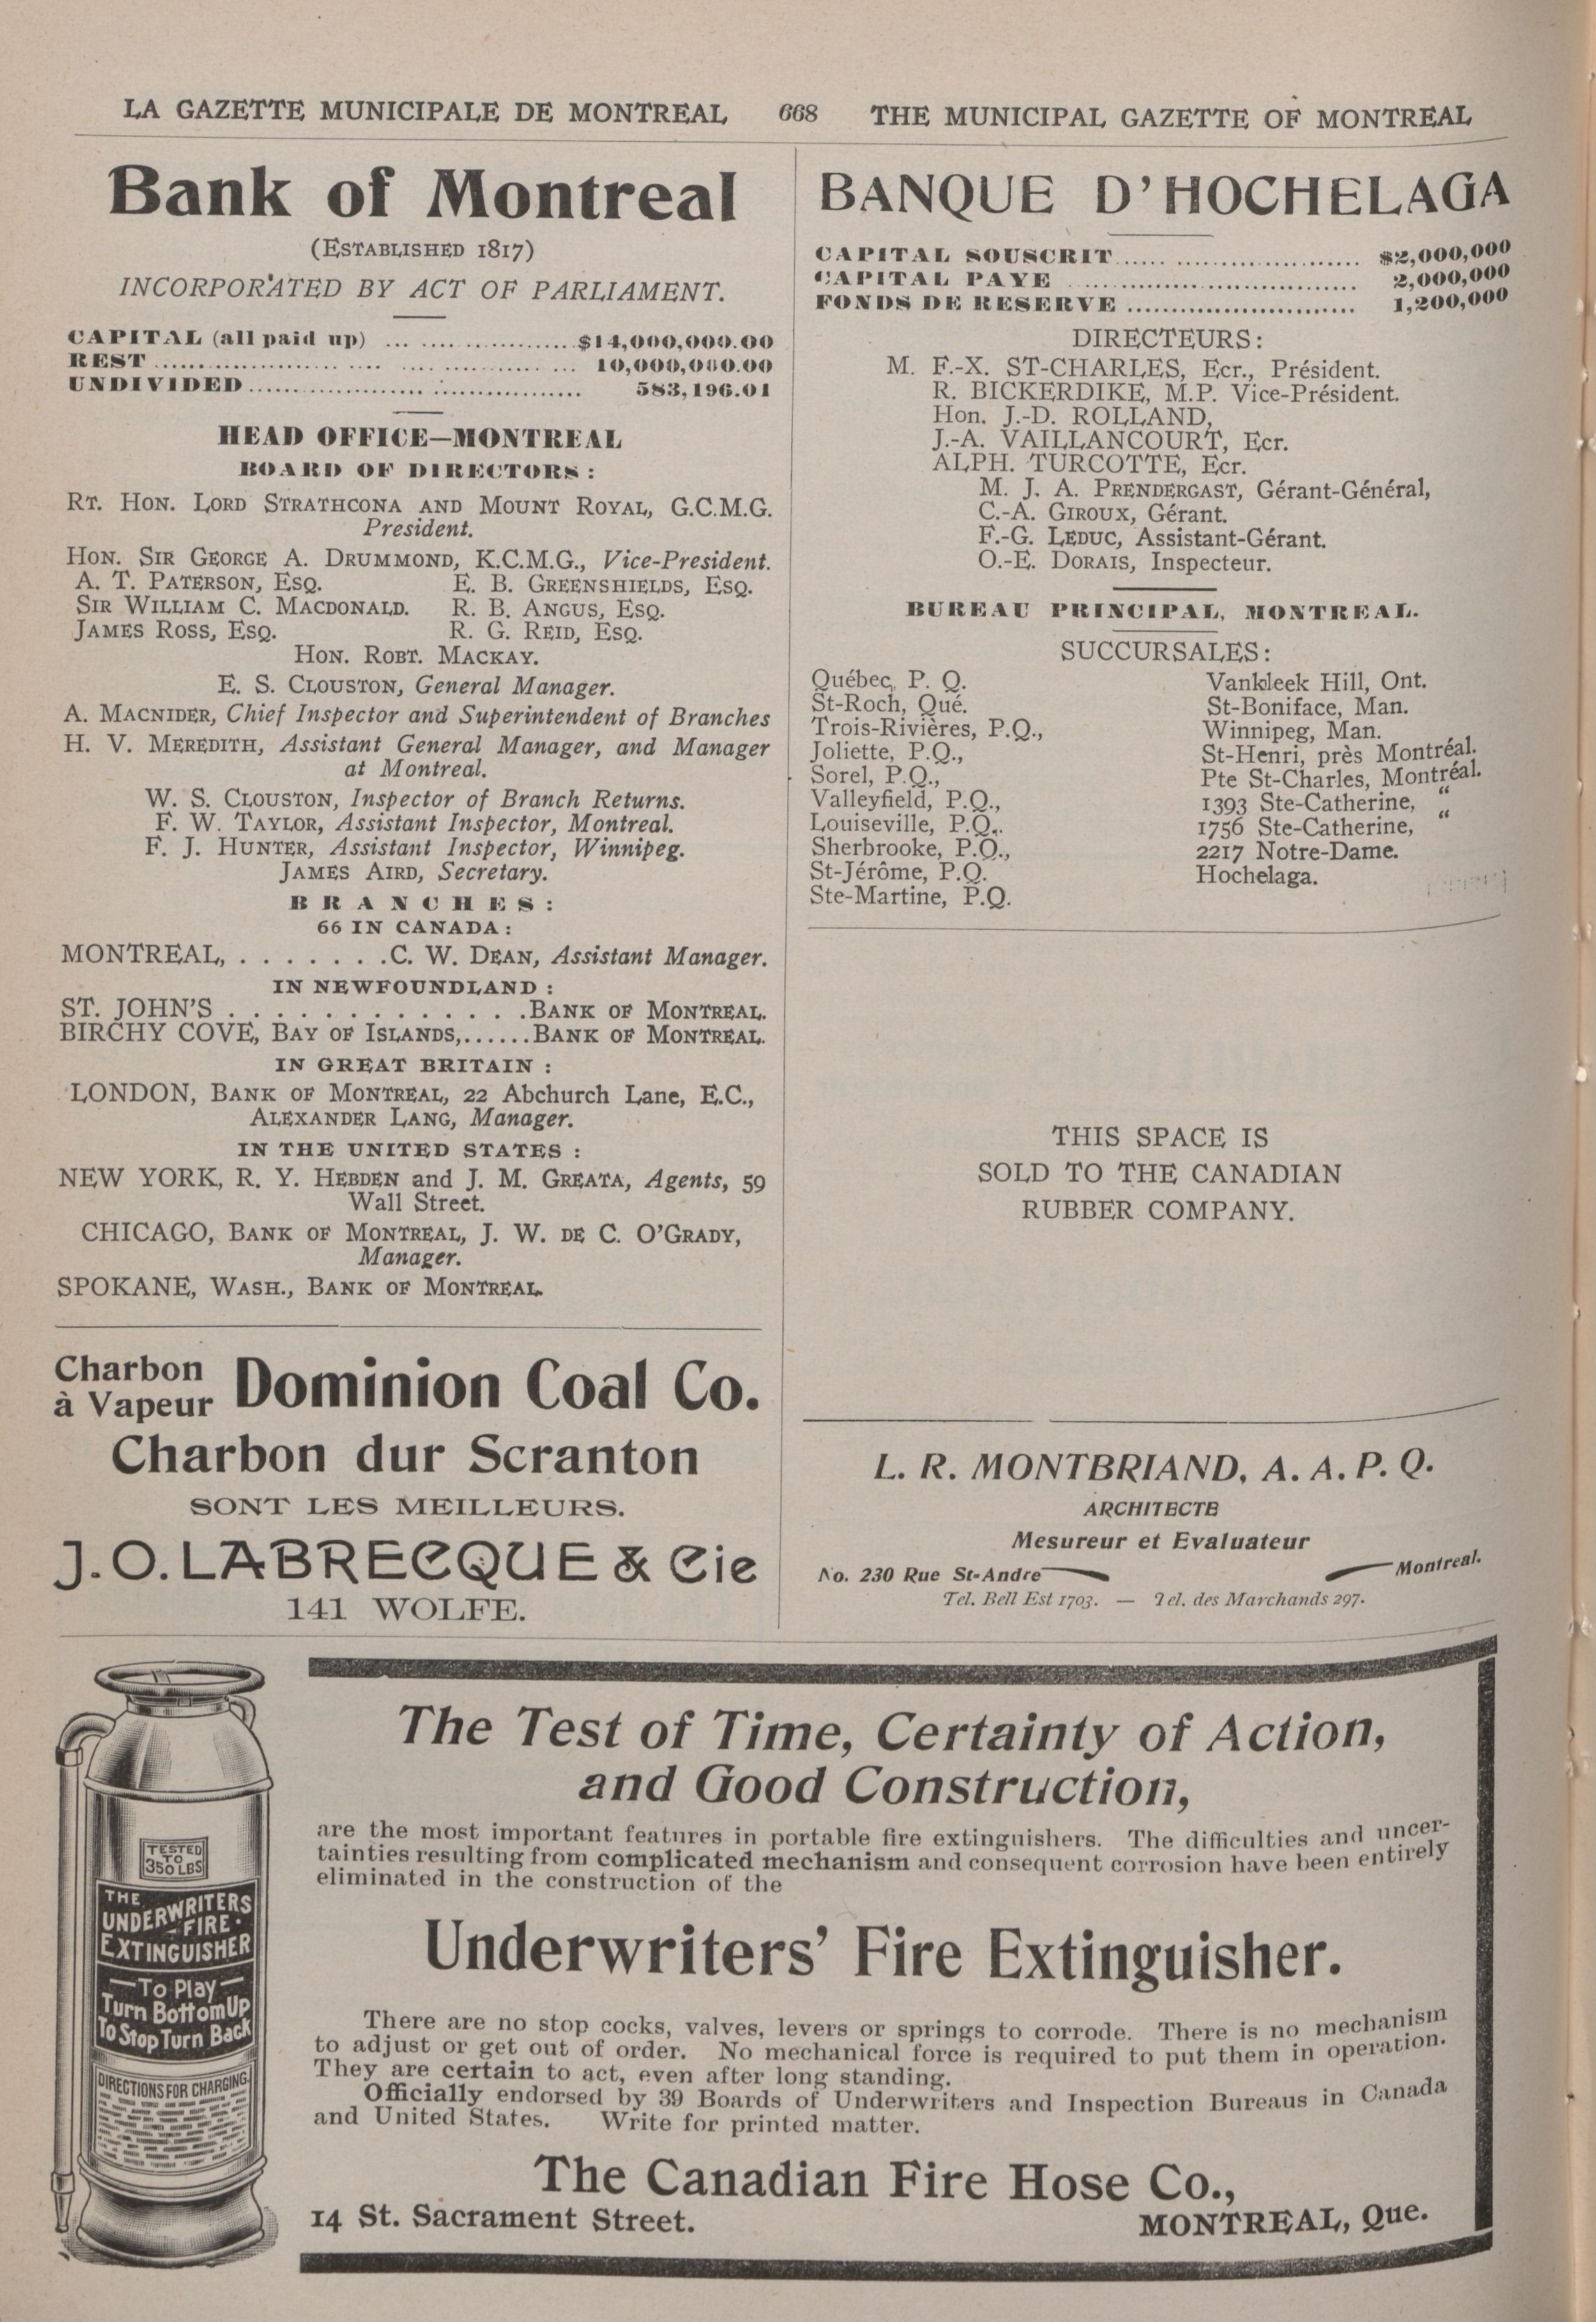 LA GAZETTE MUNICIPALE DE MONTREAL 668 THE MUNICIPAL GAZETTE OF MONTREAL
Bank of Montreal
(ESTABLISHED 1817)
INCORPORATED BY ACT OF PARLIAMENT.
CAPITAL (all paid up) ... ..................$14,000,000.00
REST ................................................ 10,000,000.00
UNDIVIDED............................................ 583,196.01
HEAD OFFICE—MONTREAL
BOARD OF DIRECTORS:
RT. HON. LORD STRATHCONA AND MOUNT ROYAL, G.C.M.G.
President.
HON. SIR GEORGE A. DRUMMOND, K.C.M.G., Vice-President.
A. T. PATERSON, ESQ. E. B. GREENSHIELDS, ESQ.
SIR WILLIAM C. MACDONALD. R. B. ANGUS, ESQ.
JAMES ROSS, ESQ. R. G. REID, ESQ.
HON. ROBT. MACKAY.
E. S. CLOUSTON, General Manager.
A. MACNIDER, Chief Inspector and Superintendent of Branches
H. V. MEREDITH, Assistant General Manager, and Manager
at Montreal.
W. S. CLOUSTON, Inspector of Branch Returns.
F. W. TAYLOR, Assistant Inspector, Montreal.
F. J. HUNTER, Assistant Inspector, Winnipeg.
JAMES AIRD, Secretary.
BRANCHES:
66 IN CANADA:
MONTREAL, . . . . . . . .C. W. DEAN, Assistant Manager.
IN NEWFOUNDLAND :
ST. JOHN'S . . . . . . . . . . . . . .BANK OF MONTREAL.
BIRCHY COVE, BAY OF ISLANDS,......BANK OF MONTREAL.
IN GREAT BRITAIN :
LONDON, BANK OF MONTREAL, 22 Abchurch Lane, E.C.,
ALEXANDER LANG, Manager.
IN THE UNITED STATES :
NEW YORK, R. Y. HEBDEN and J. M. GREATA, Agents, 59
Wall Street.
CHICAGO, BANK OF MONTREAL, J. W. DE C. O'GRADY,
Manager.
SPOKANE, WASH., BANK OF MONTREAL.
Charbon
à Vapeur Dominion Coal Co.
Charbon dur Scranton
SONT LES MEILLEURS.
J. O. LABRECQUE & Cie
141 WOLFE.
BANQUE D'HOCHELAGA
CAPITAL SOUSCRIT..... ...................... $2,000,000
CAPITAL PAYE ................................. 2,000,000
FONDS DE RESERVE .......................... 1,200,000
DIRECTEURS:
M. F.-X. ST-CHARLES, Ecr., Président.
R. BICKERDIKE, M.P. Vice-Président.
Hon. J.-D. ROLLAND,
J.-A. VAILLANCOURT, Ecr.
ALPH. TURCOTTE, Ecr.
M. J. A. PRENDERGAST, Gérant-Général,
C.-A. GIROUX, Gérant.
F.-G. LEDUC, Assistant-Gérant.
O.-E. DORAIS, Inspecteur.
BUREAU PRINCIPAL, MONTREAL.
SUCCURSALES:
Québec, P. Q. Vankleek Hill, Ont.
St-Roch, Qué. St-Boniface, Man.
Trois-Rivières, P.Q., Winnipeg, Man.
Joliette, P.Q., St-Henri, près Montréal.
Sorel, P.Q., Pte St-Charles, Montréal.
Valleyfield, P.Q., 1393 Ste-Catherine, "
Louiseville, P.Q,. 1756 Ste-Catherine, "
Sherbrooke, P.Q., 2217 Notre-Dame.
St-Jérôme, P.Q. Hochelaga.
Ste-Martine, P.Q.
THIS SPACE IS
SOLD TO THE CANADIAN
RUBBER COMPANY.
L. R. MONTBRIAND, A. A. P. Q.
ARCHITECTE
Mesureur et Evaluateur
No. 230 Rue St-Andre Montreal.
Tel. Bell Est 1703. — Tel. des Marchands 297.
TESTED
TO
350 LBS
THE
UNDERWRITERS
FIRE
EXTINGUISHER
To Play
Turn Bottom Up
To Stop Turn Back
DIRECTIONS FOR CHARGING.
The Test of Time, Certainty of Action,
and Good Construction,
are the most important features in portable fire extinguishers. The difficulties and uncer-
tainties resulting from complicated mechanism and consequent corrosion have been entirely
eliminated in the construction of the
Underwriters' Fire Extinguisher.
There are no stop cocks, valves, levers or springs to corrode. There is no mechanism
to adjust or get out of order. No mechanical force is required to put them in operation.
They are certain to act, even after long standing.
Officially endorsed by 39 Boards of Underwriters and Inspection Bureaus in Canada
and United States. Write for printed matter.
The Canadian Fire Hose Co.,
14 St. Sacrament Street. MONTREAL, Que.